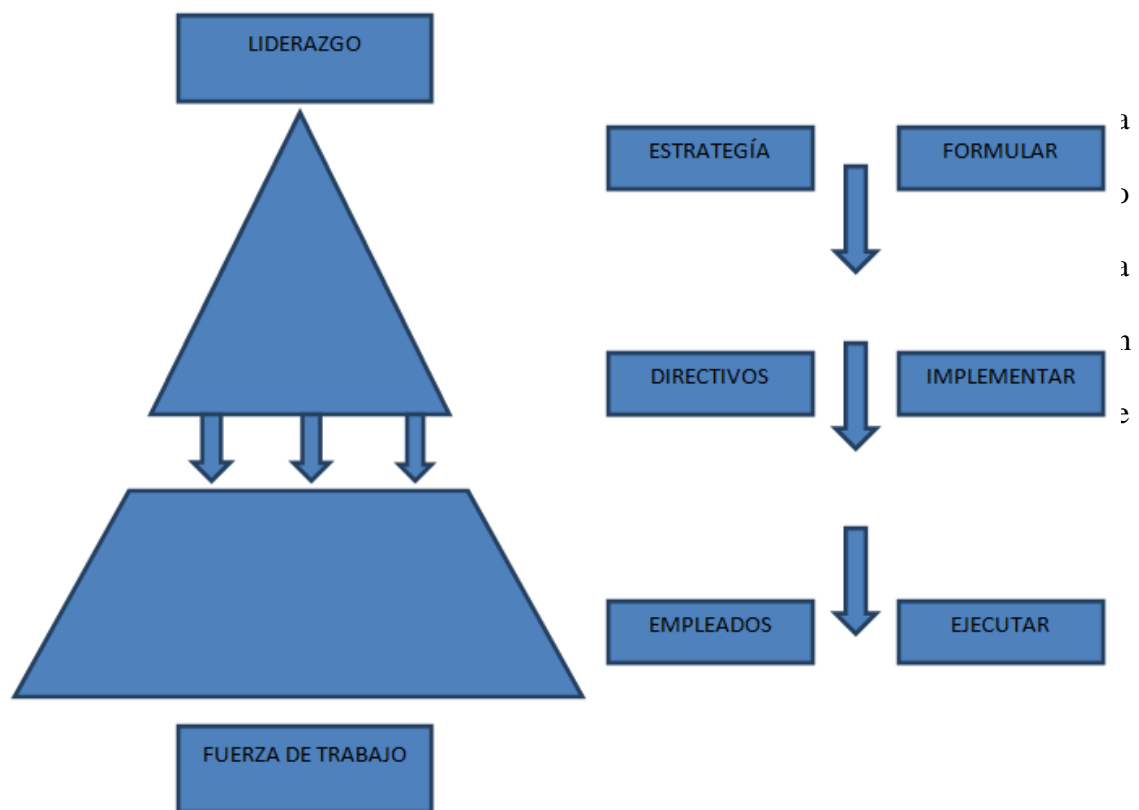 LIDERAZGO
ESTRATEGÍA
FORMULAR
DIRECTIVOS
IMPLEMENTAR
EMPLEADOS
EJECUTAR
FUERZA DE TRABAJO